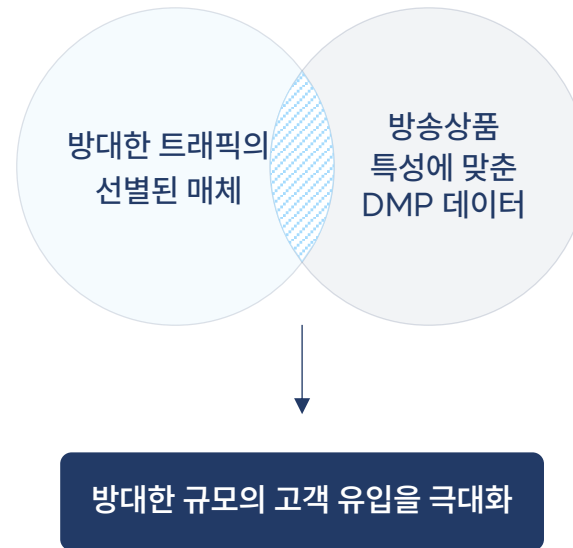 방대한 트래픽의
선별된 매체
방송상품
특성에 맞춘
DMP 데이터
방대한 규모의 고객 유입을 극대화